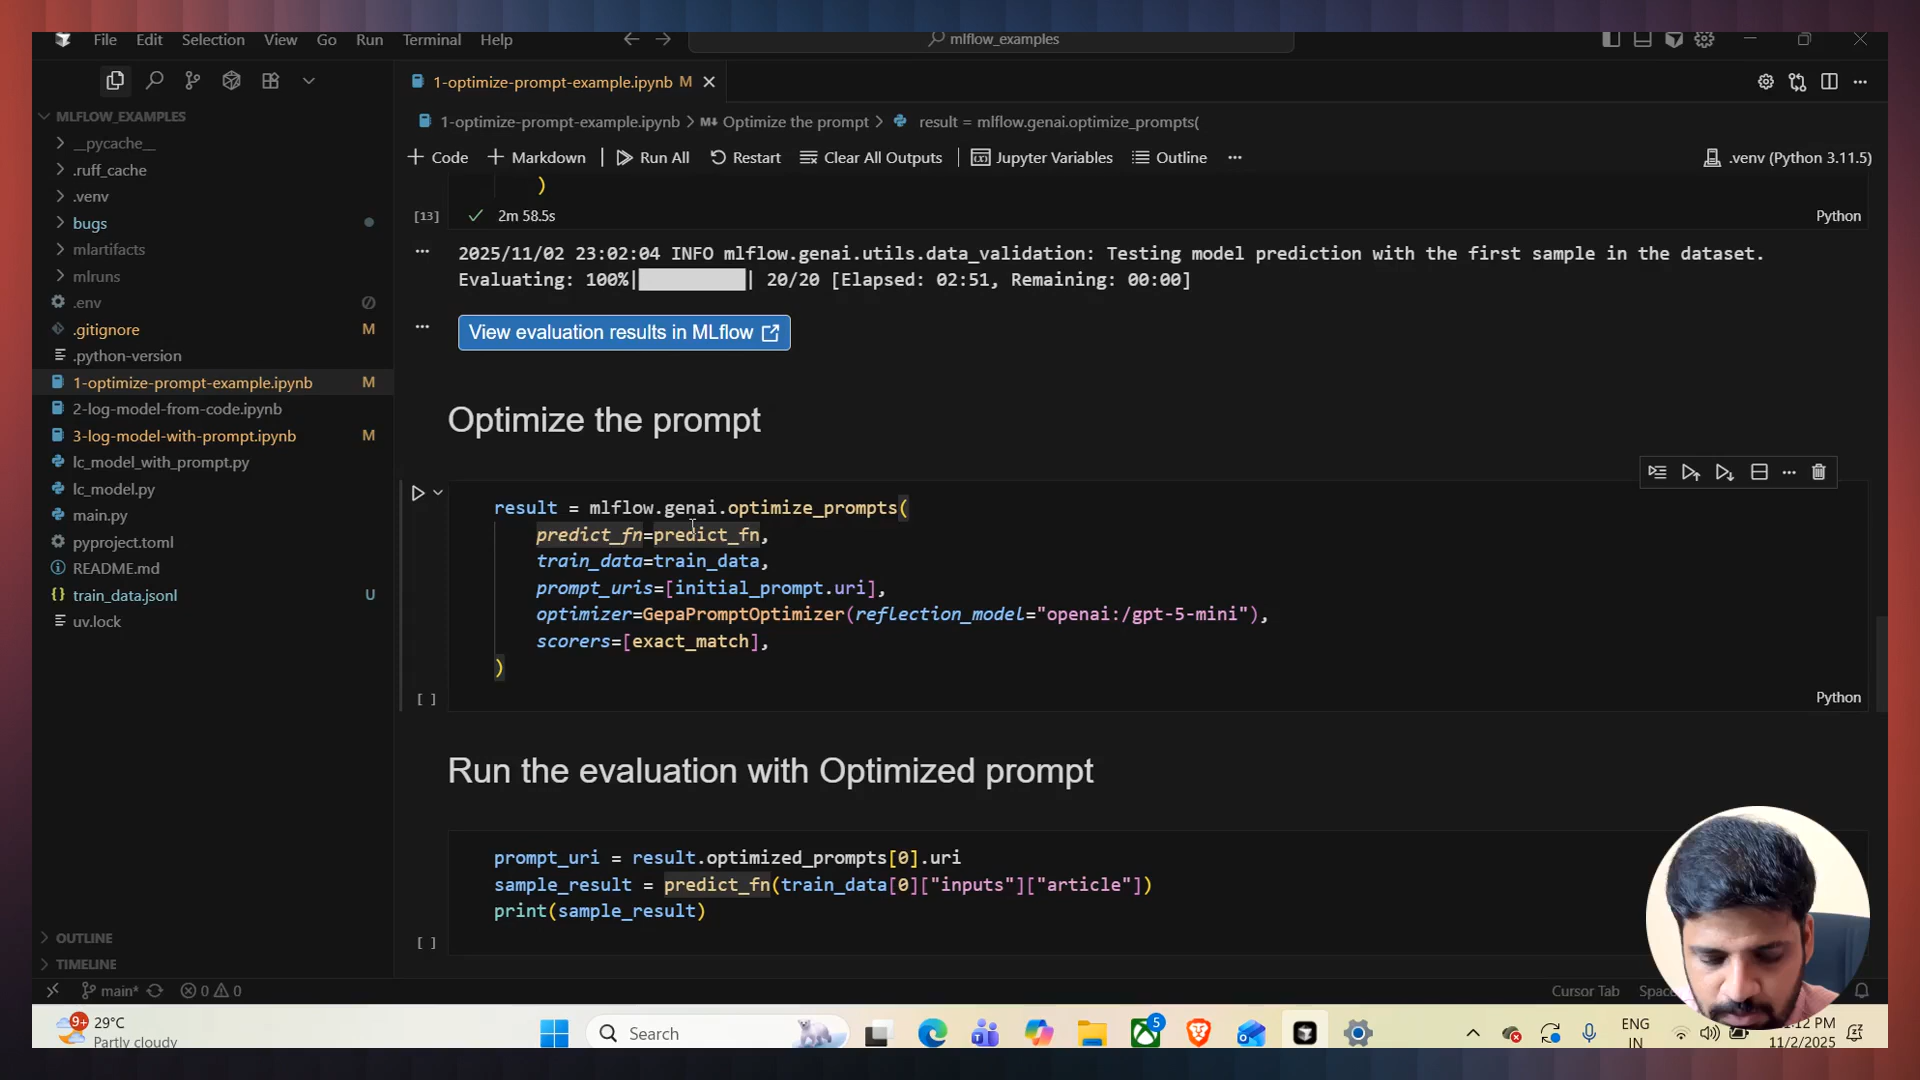 File Edit Selection View Go Run Terminal Help
mlflow_examples
1-optimize-prompt-example.ipynb M
1-optimize-prompt-example.ipynb > M↓ Optimize the prompt > result = mlflow.genai.optimize_prompts(
+ Code + Markdown | Run All Restart Clear All Outputs | Jupyter Variables Outline ...
.venv (Python 3.11.5)
MLFLOW_EXAMPLES
__pycache__
.ruff_cache
.venv
bugs
mlartifacts
mlruns
.env
.gitignore M
.python-version
1-optimize-prompt-example.ipynb M
2-log-model-from-code.ipynb
3-log-model-with-prompt.ipynb M
lc_model_with_prompt.py
lc_model.py
main.py
pyproject.toml
README.md
train_data.jsonl U
uv.lock
OUTLINE
TIMELINE
)
[13] 2m 58.5s
Python
2025/11/02 23:02:04 INFO mlflow.genai.utils.data_validation: Testing model prediction with the first sample in the dataset.
Evaluating: 100%| | 20/20 [Elapsed: 02:51, Remaining: 00:00]
View evaluation results in MLflow
Optimize the prompt
result = mlflow.genai.optimize_prompts(
predict_fn=predict_fn,
train_data=train_data,
prompt_uris=[initial_prompt.uri],
optimizer=GepaPromptOptimizer(reflection_model="openai:/gpt-5-mini"),
scorers=[exact_match],
)
[ ]
Python
Run the evaluation with Optimized prompt
prompt_uri = result.optimized_prompts[0].uri
sample_result = predict_fn(train_data[0]["inputs"]["article"])
print(sample_result)
[ ]
main* 0 0
Cursor Tab
9+ 29°C
Partly cloudy
Search
5
ENG
IN
:12 PM
11/2/2025